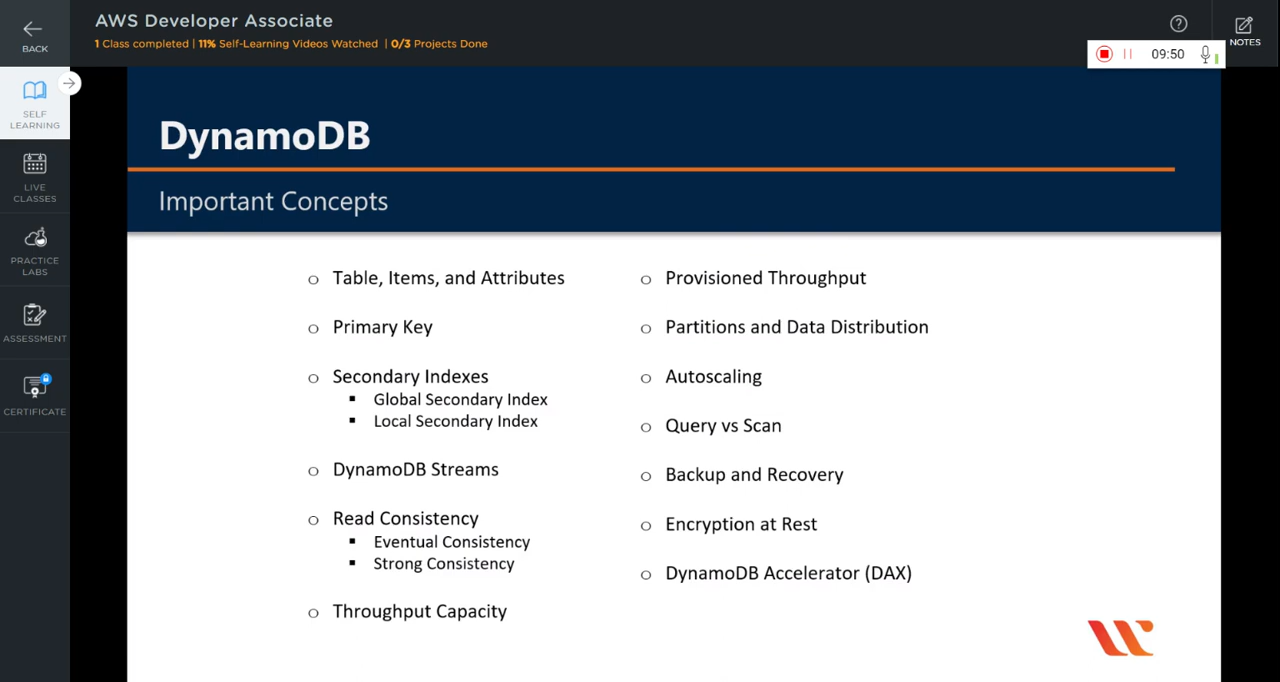 BACK
AWS Developer Associate
1 Class completed | 11% Self-Learning Videos Watched | 0/3 Projects Done
NOTES
09:50
SELF
LEARNING
LIVE
CLASSES
PRACTICE
LABS
ASSESSMENT
CERTIFICATE
DynamoDB
Important Concepts
o Table, Items, and Attributes
o Primary Key
o Secondary Indexes
▪ Global Secondary Index
▪ Local Secondary Index
o DynamoDB Streams
o Read Consistency
▪ Eventual Consistency
▪ Strong Consistency
o Throughput Capacity
o Provisioned Throughput
o Partitions and Data Distribution
o Autoscaling
o Query vs Scan
o Backup and Recovery
o Encryption at Rest
o DynamoDB Accelerator (DAX)